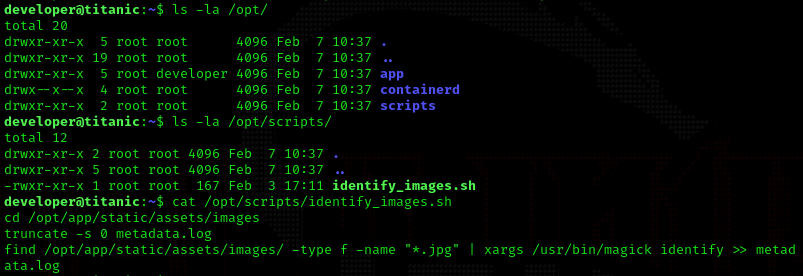 developer@titanic:~$ ls -la /opt/
total 20
drwxr-xr-x  5 root root      4096 Feb  7 10:37 .
drwxr-xr-x 19 root root      4096 Feb  7 10:37 ..
drwxr-xr-x  5 root developer 4096 Feb  7 10:37 app
drwx--x--x  4 root root      4096 Feb  7 10:37 containerd
drwxr-xr-x  2 root root      4096 Feb  7 10:37 scripts
developer@titanic:~$ ls -la /opt/scripts/
total 12
drwxr-xr-x 2 root root 4096 Feb  7 10:37 .
drwxr-xr-x 5 root root 4096 Feb  7 10:37 ..
-rwxr-xr-x 1 root root  167 Feb  3 17:11 identify_images.sh
developer@titanic:~$ cat /opt/scripts/identify_images.sh
cd /opt/app/static/assets/images
truncate -s 0 metadata.log
find /opt/app/static/assets/images/ -type f -name "*.jpg" | xargs /usr/bin/magick identify >> metad
ata.log